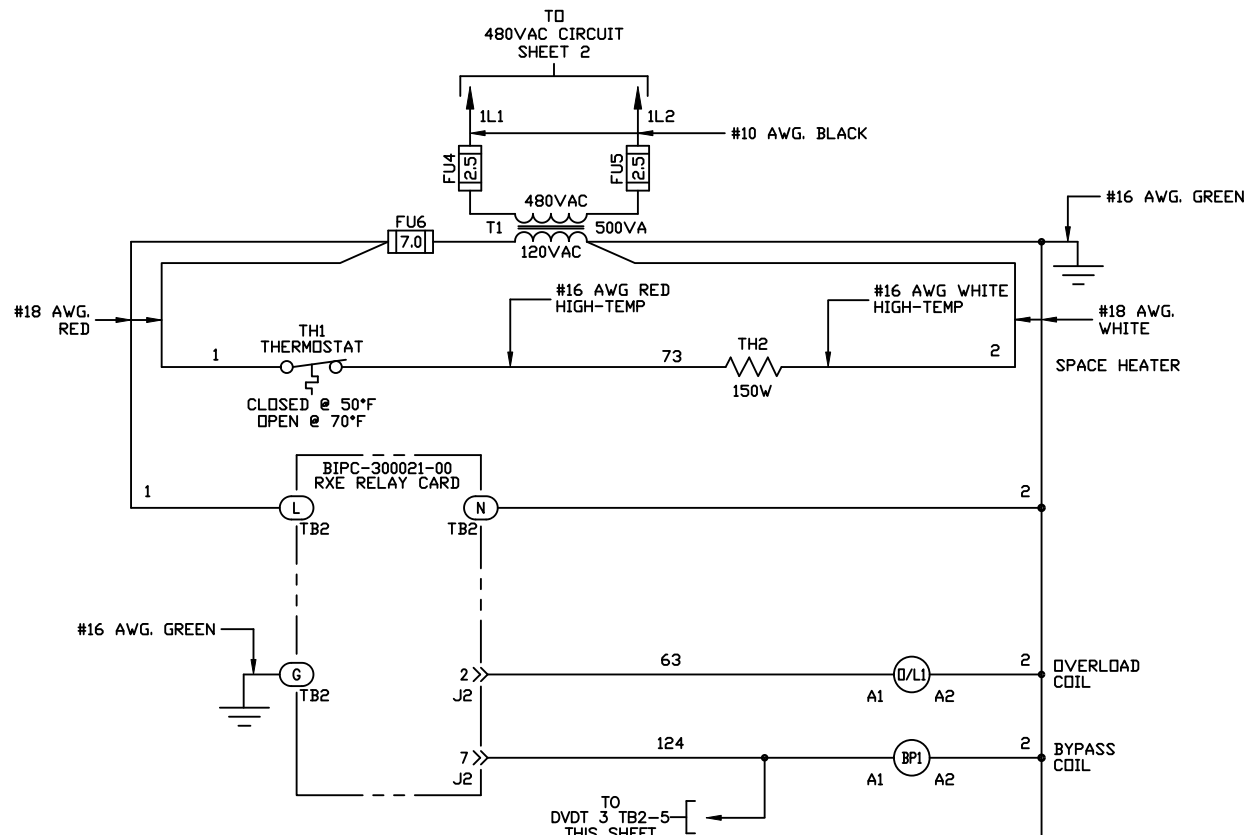 TO
480VAC CIRCUIT
SHEET 2
1L1
1L2
#10 AWG. BLACK
FU4
2.5
FU5
2.5
480VAC
#16 AWG. GREEN
FU6
7.0
T1
500VA
120VAC
#16 AWG RED
HIGH-TEMP
#16 AWG WHITE
HIGH-TEMP
#18 AWG.
RED
#18 AWG.
WHITE
TH1
THERMOSTAT
1
73
TH2
2
SPACE HEATER
150W
CLOSED @ 50°F
OPEN @ 70°F
BIPC-300021-00
RXE RELAY CARD
1
L
N
2
TB2
TB2
#16 AWG. GREEN
63
2
OVERLOAD
COIL
G
2
O/L1
TB2
J2
A1
A2
124
2
BYPASS
COIL
7
BP1
J2
A1
A2
TO
DVDT 3 TB2-5
THIS SHEET